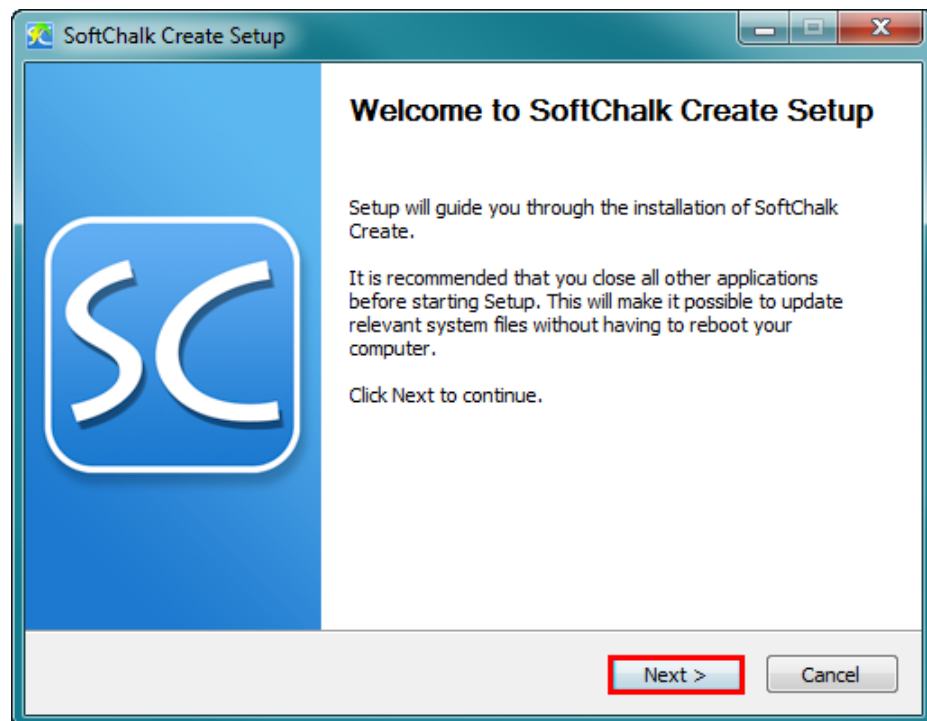 SoftChalk Create Setup
Welcome to SoftChalk Create Setup
Setup will guide you through the installation of SoftChalk
Create.
It is recommended that you close all other applications
before starting Setup. This will make it possible to update
relevant system files without having to reboot your
computer.
Click Next to continue.
SC
Next >
Cancel